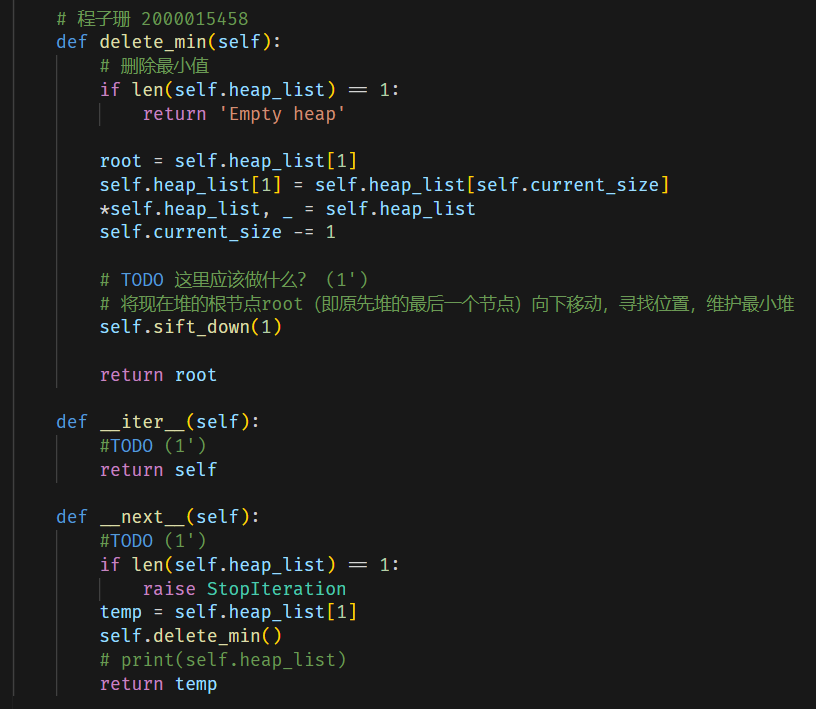 # 程子珊 2000015458
def delete_min(self):
# 删除最小值
if len(self.heap_list) == 1:
return 'Empty heap'
root = self.heap_list[1]
self.heap_list[1] = self.heap_list[self.current_size]
*self.heap_list, _ = self.heap_list
self.current_size -= 1
# TODO 这里应该做什么？（1'）
# 将现在堆的根节点root（即原先堆的最后一个节点）向下移动，寻找位置，维护最小堆
self.sift_down(1)
return root
def __iter__(self):
#TODO（1'）
return self
def __next__(self):
#TODO（1'）
if len(self.heap_list) == 1:
raise StopIteration
temp = self.heap_list[1]
self.delete_min()
# print(self.heap_list)
return temp